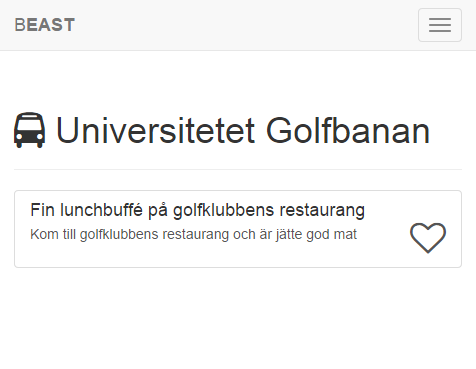 BEAST
Universitetet Golfbanan
Fin lunchbuffé på golfklubbens restaurang
Kom till golfklubbens restaurang och är jätte god mat